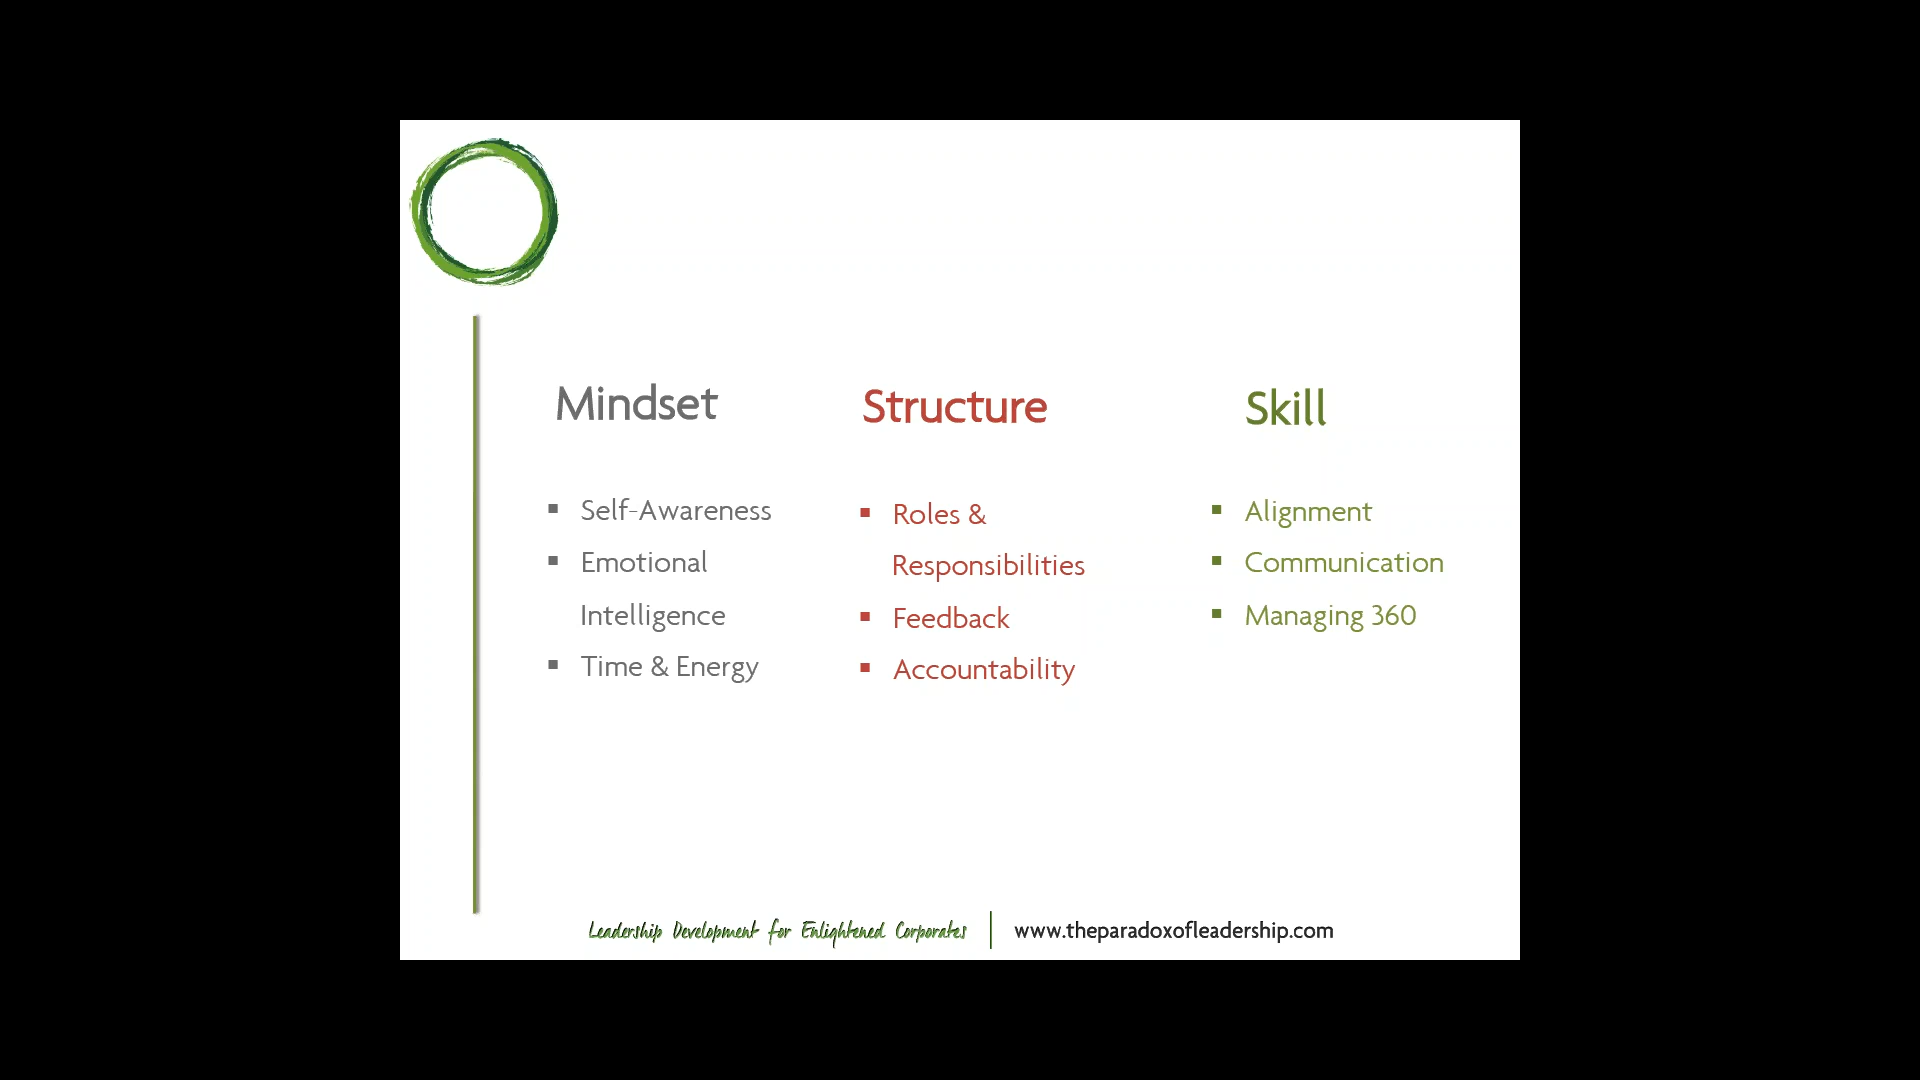 Mindset
▪ Self-Awareness
▪ Emotional
Intelligence
▪ Time & Energy
Structure
▪ Roles &
Responsibilities
▪ Feedback
▪ Accountability
Skill
▪ Alignment
▪ Communication
▪ Managing 360
Leadership Development for Enlightened Corporates | www.theparadoxofleadership.com